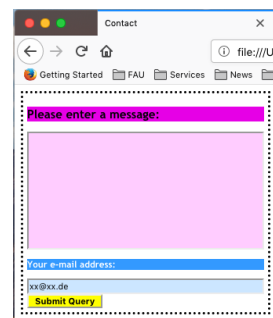 Contact
file:///U
Getting Started FAU Services News
Please enter a message:
Your e-mail address:
xx@xx.de
Submit Query